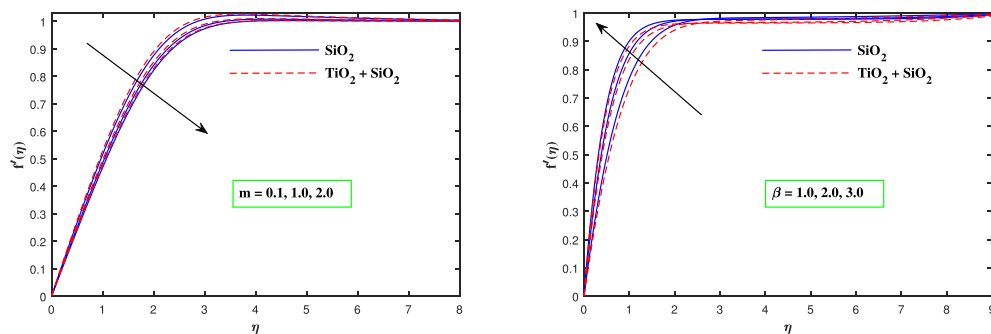 1
0.9
0.8
0.7
0.6
0.5
0.4
0.3
0.2
0.1
0
f′(η)
SiO₂
TiO₂ + SiO₂
m = 0.1, 1.0, 2.0
0 1 2 3 4 5 6 7 8
η
1
0.9
0.8
0.7
0.6
0.5
0.4
0.3
0.2
0.1
0
f′(η)
SiO₂
TiO₂ + SiO₂
β = 1.0, 2.0, 3.0
0 1 2 3 4 5 6 7 8 9
η